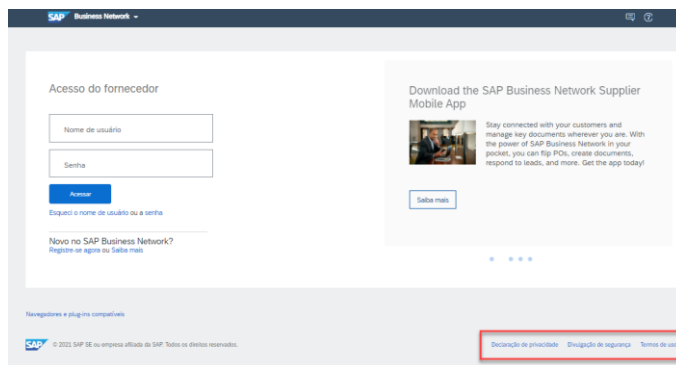 SAP Business Network
Acesso do fornecedor
Nome de usuário
Senha
Acessar
Esqueci o nome de usuário ou a senha
Novo no SAP Business Network?
Registre-se agora ou Saiba mais
Download the SAP Business Network Supplier
Mobile App
Stay connected with your customers and
manage key documents wherever you are. With
the power of SAP Business Network in your
pocket, you can flip POs, create documents,
respond to leads, and more. Get the app today!
Saiba mais
Navegadores e plug-ins compatíveis
SAP © 2021 SAP SE ou empresa afiliada da SAP. Todos os direitos reservados.
Declaração de privacidade Divulgação de segurança Termos de uso